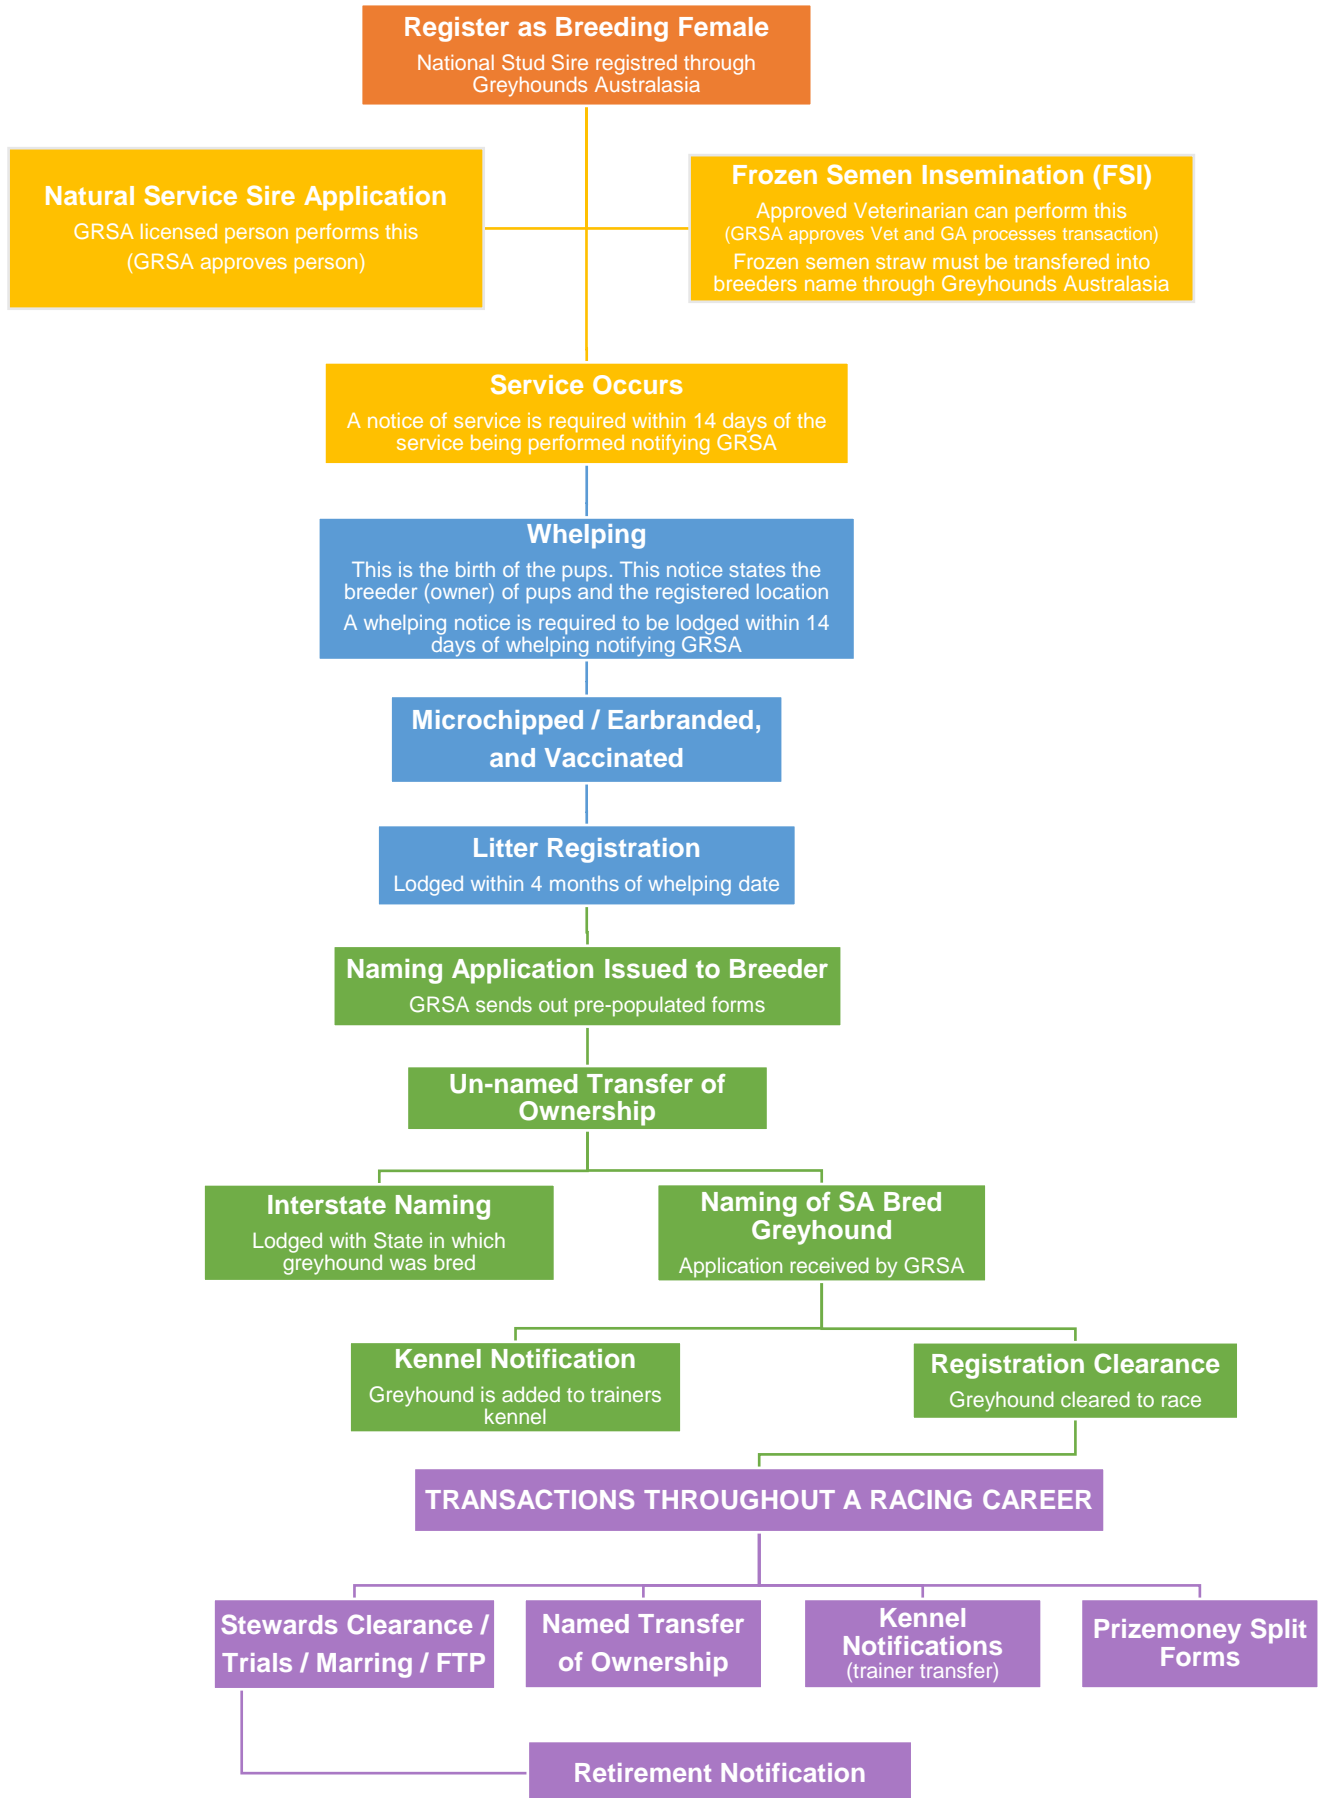 Register as Breeding Female
National Stud Sire registred through
Greyhounds Australasia
Natural Service Sire Application
GRSA licensed person performs this
(GRSA approves person)
Frozen Semen Insemination (FSI)
Approved Veterinarian can perform this
(GRSA approves Vet and GA processes transaction)
Frozen semen straw must be transfered into
breeders name through Greyhounds Australasia
Service Occurs
A notice of service is required within 14 days of the
service being performed notifying GRSA
Whelping
This is the birth of the pups. This notice states the
breeder (owner) of pups and the registered location
A whelping notice is required to be lodged within 14
days of whelping notifying GRSA
Microchipped / Earbranded,
and Vaccinated
Litter Registration
Lodged within 4 months of whelping date
Naming Application Issued to Breeder
GRSA sends out pre-populated forms
Un-named Transfer of
Ownership
Interstate Naming
Lodged with State in which
greyhound was bred
Naming of SA Bred
Greyhound
Application received by GRSA
Kennel Notification
Greyhound is added to trainers
kennel
Registration Clearance
Greyhound cleared to race
TRANSACTIONS THROUGHOUT A RACING CAREER
Stewards Clearance /
Trials / Marring / FTP
Named Transfer
of Ownership
Kennel
Notifications
(trainer transfer)
Prizemoney Split
Forms
Retirement Notification